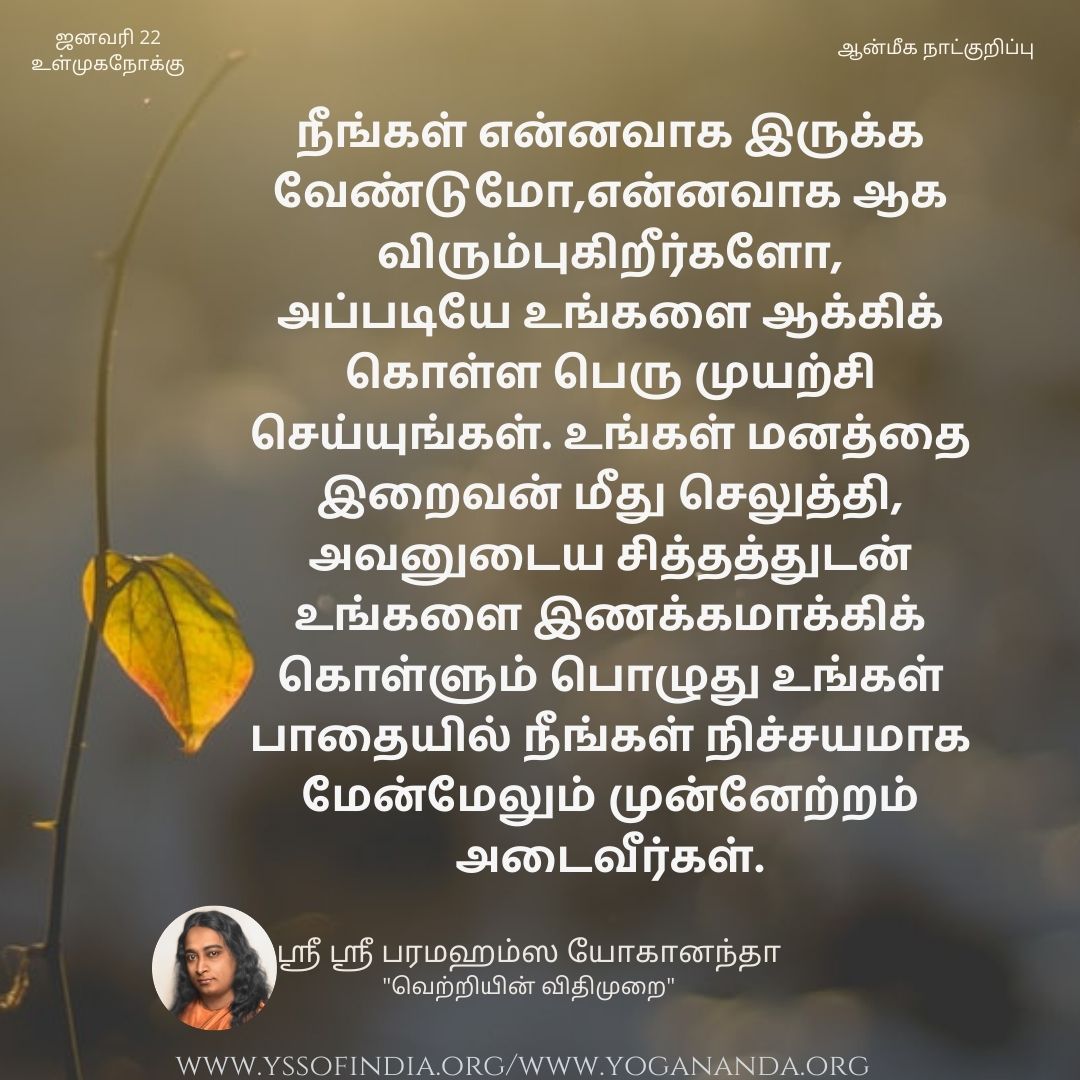 ஜனவரி 22
உள்முகநோக்கு
ஆன்மீக நாட்குறிப்பு
நீங்கள் என்னவாக இருக்க
வேண்டுமோ,என்னவாக ஆக
விரும்புகிறீர்களோ,
அப்படியே உங்களை ஆக்கிக்
கொள்ள பெரு முயற்சி
செய்யுங்கள். உங்கள் மனத்தை
இறைவன் மீது செலுத்தி,
அவனுடைய சித்தத்துடன்
உங்களை இணக்கமாக்கிக்
கொள்ளும் பொழுது உங்கள்
பாதையில் நீங்கள் நிச்சயமாக
மேன்மேலும் முன்னேற்றம்
அடைவீர்கள்.
ஸ்ரீ ஸ்ரீ பரமஹம்ஸ யோகானந்தா
"வெற்றியின் விதிமுறை"
WWW.YSSOFINDIA.ORG/WWW.YOGANANDA.ORG